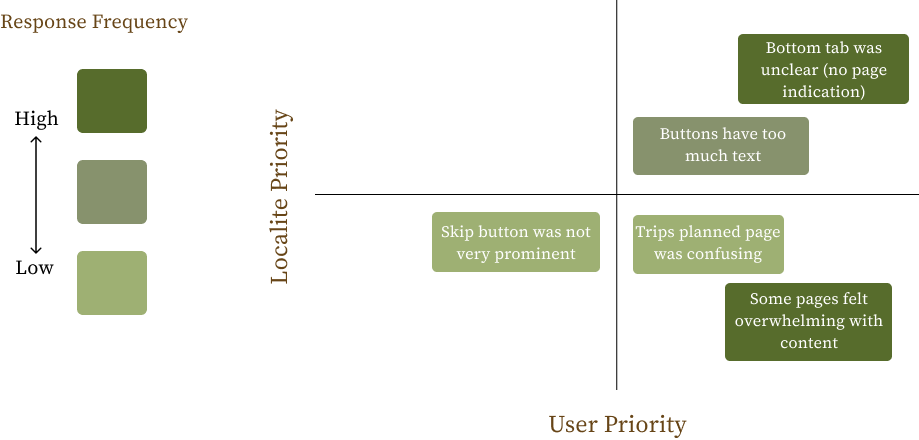 Response Frequency
High
Low
Localite Priority
Bottom tab was
unclear (no page
indication)
Buttons have too
much text
Skip button was not
very prominent
Trips planned page
was confusing
Some pages felt
overwhelming with
content
User Priority